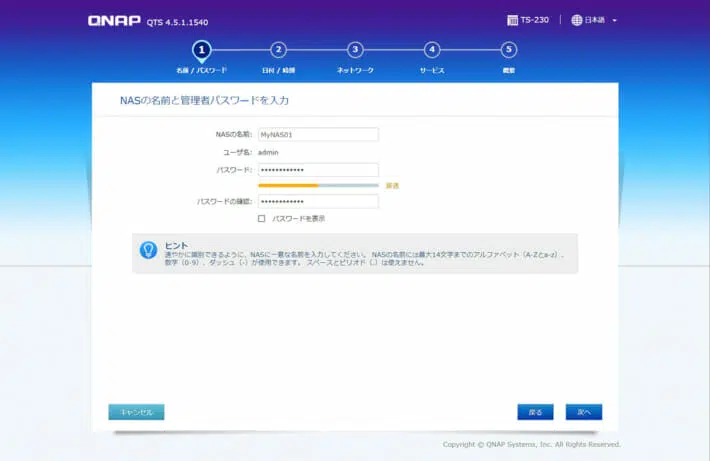 QNAP QTS 4.5.1.1540 TS-230 | 日本語
1 2 3 4 5
名前 / パスワード 日付 / 時刻 ネットワーク サービス 概要
NASの名前と管理者パスワードを入力
NASの名前: MyNAS01
ユーザ名: admin
パスワード: ••••••••••••
普通
パスワードの確認: ••••••••••••
パスワードを表示
ヒント
速やかに識別できるように、NASに一意な名前を入力してください。 NASの名前には最大14文字までのアルファベット（A-Zとa-z）、
数字（0-9）、ダッシュ（-）が使用できます。 スペースとピリオド（.）は使えません。
キャンセル 戻る 次へ
Copyright © QNAP Systems, Inc. All Rights Reserved.